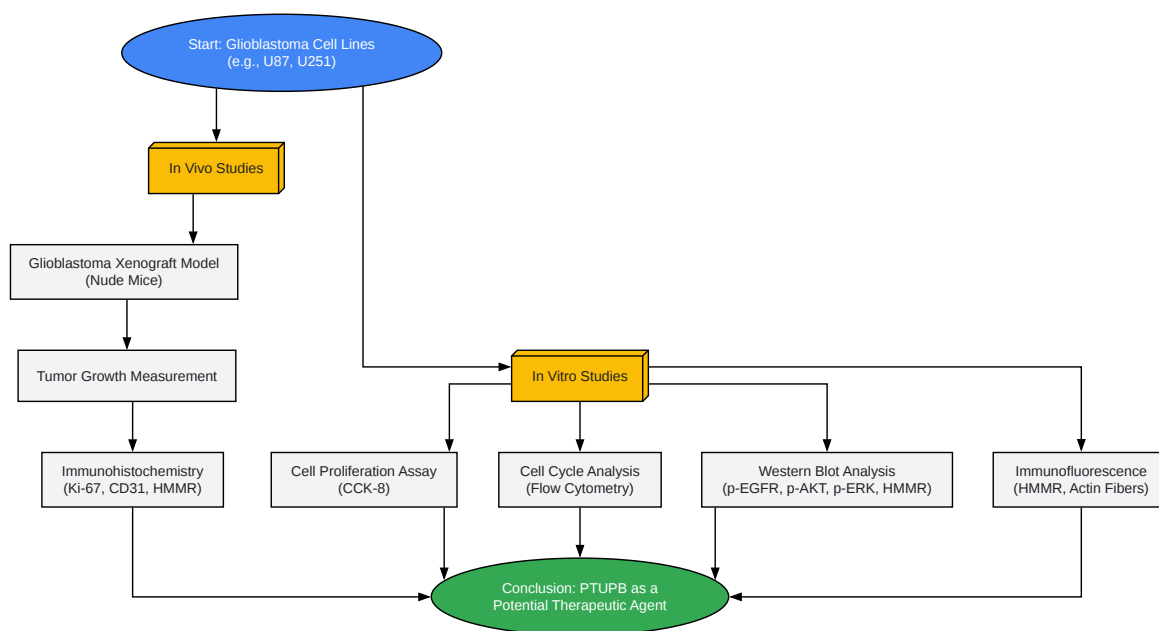 Start: Glioblastoma Cell Lines
(e.g., U87, U251)
In Vivo Studies
Glioblastoma Xenograft Model
(Nude Mice)
Tumor Growth Measurement
In Vitro Studies
Immunohistochemistry
(Ki-67, CD31, HMMR)
Cell Proliferation Assay
(CCK-8)
Cell Cycle Analysis
(Flow Cytometry)
Western Blot Analysis
(p-EGFR, p-AKT, p-ERK, HMMR)
Immunofluorescence
(HMMR, Actin Fibers)
Conclusion: PTUPB as a
Potential Therapeutic Agent